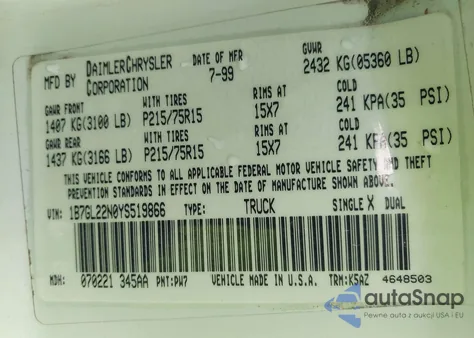 MFD BY DAIMLERCHRYSLER CORPORATION
DATE OF MFR 7-99
GVWR 2432 KG(05360 LB)
GAWR FRONT 1407 KG(3100 LB) WITH TIRES P215/75R15 RIMS AT 15X7 COLD 241 KPA(35 PSI)
GAWR REAR 1437 KG(3166 LB) WITH TIRES P215/75R15 RIMS AT 15X7 COLD 241 KPA(35 PSI)
THIS VEHICLE CONFORMS TO ALL APPLICABLE FEDERAL MOTOR VEHICLE SAFETY AND THEFT
PREVENTION STANDARDS IN EFFECT ON THE DATE OF MANUFACTURE SHOWN ABOVE.
VIN: 1B7GL22N0YS519866 TYPE: TRUCK SINGLE X DUAL
MDH: 070221 345AA PNT:PW7 VEHICLE MADE IN U.S.A. TRM:K5AZ 4648503
autoSnap
Pewne auta z aukcji USA i EU